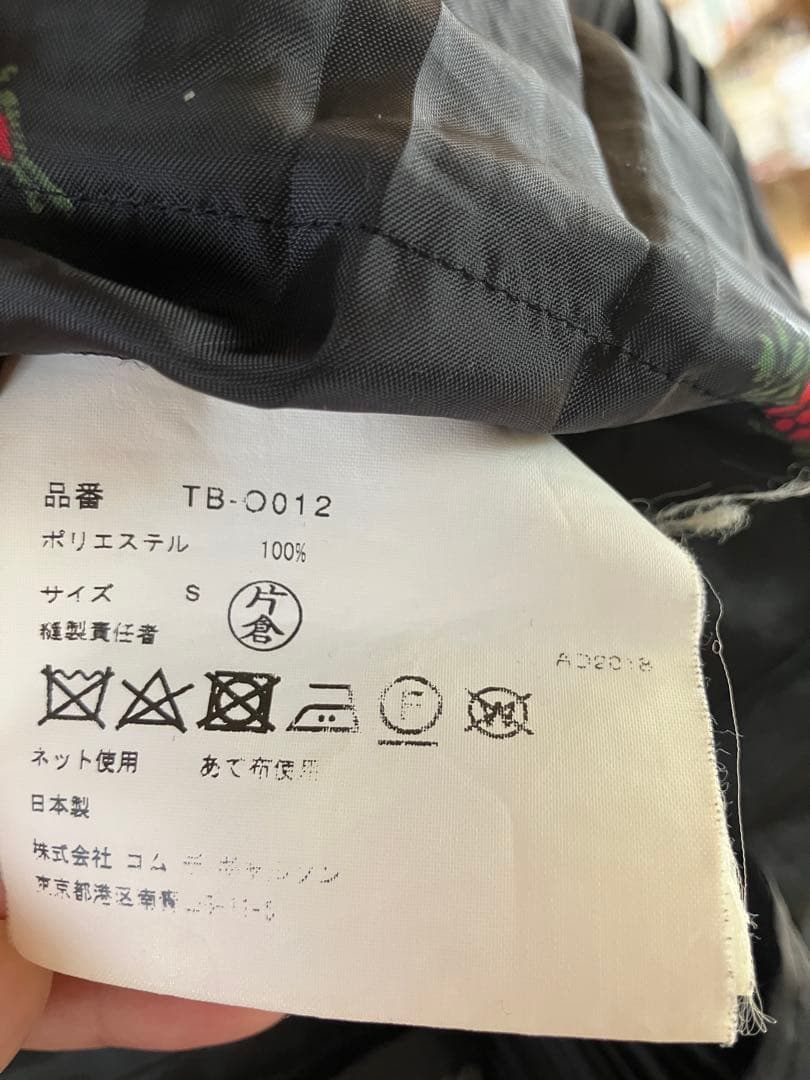 品番 TB-O012
ポリエステル 100%
サイズ S
片倉
縫製責任者
AD2018
F
W
ネット使用 あて布使用
日本製
株式会社 コム デ ギャルソン
東京都港区南青